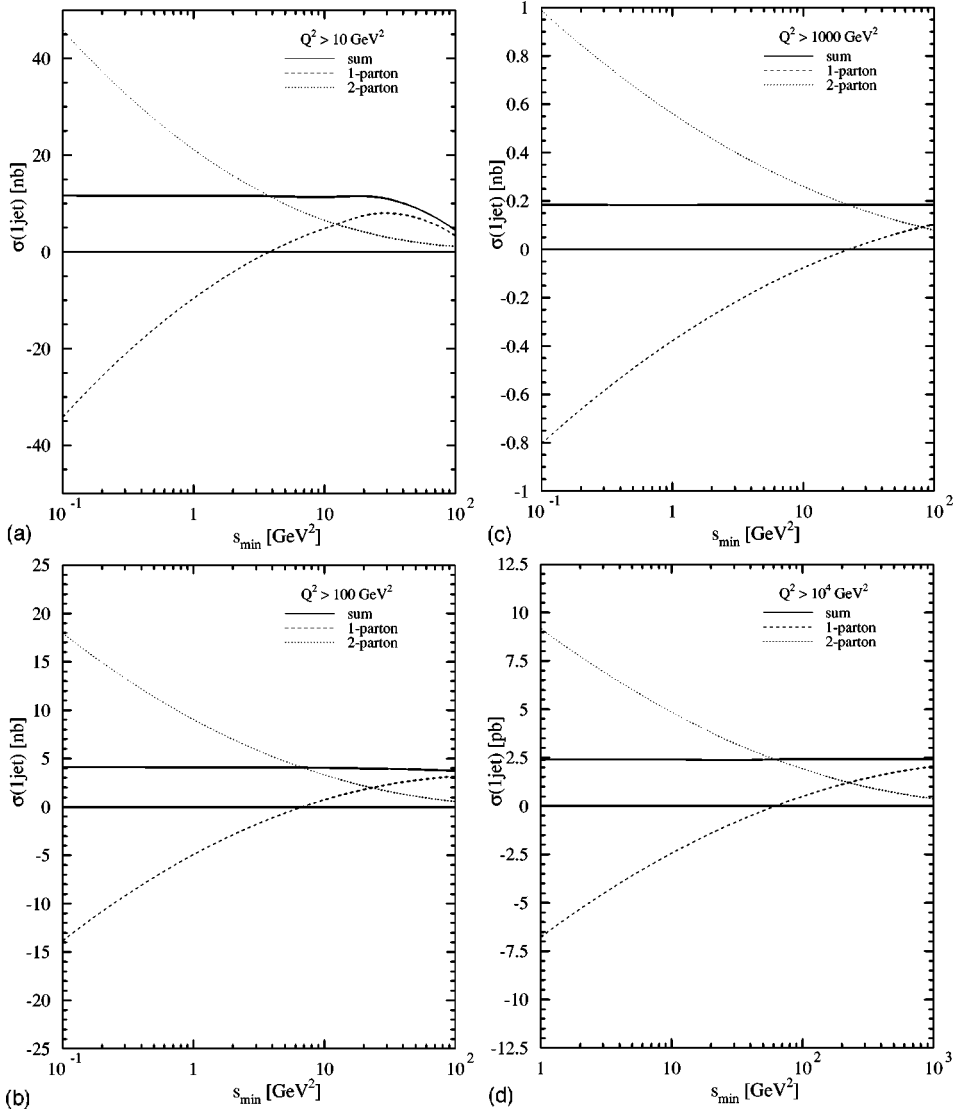 Q² > 10 GeV²
sum
1-parton
2-parton
σ(1jet) [nb]
40
20
0
-20
-40
10⁻¹
1
10
10²
s_min [GeV²]
(a)
Q² > 1000 GeV²
sum
1-parton
2-parton
σ(1jet) [nb]
1
0.8
0.6
0.4
0.2
0
-0.2
-0.4
-0.6
-0.8
-1
10⁻¹
1
10
10²
s_min [GeV²]
(c)
Q² > 100 GeV²
sum
1-parton
2-parton
σ(1jet) [nb]
25
20
15
10
5
0
-5
-10
-15
-20
-25
10⁻¹
1
10
10²
s_min [GeV²]
(b)
Q² > 10⁴ GeV²
sum
1-parton
2-parton
σ(1jet) [pb]
12.5
10
7.5
5
2.5
0
-2.5
-5
-7.5
-10
-12.5
1
10
10²
10³
s_min [GeV²]
(d)